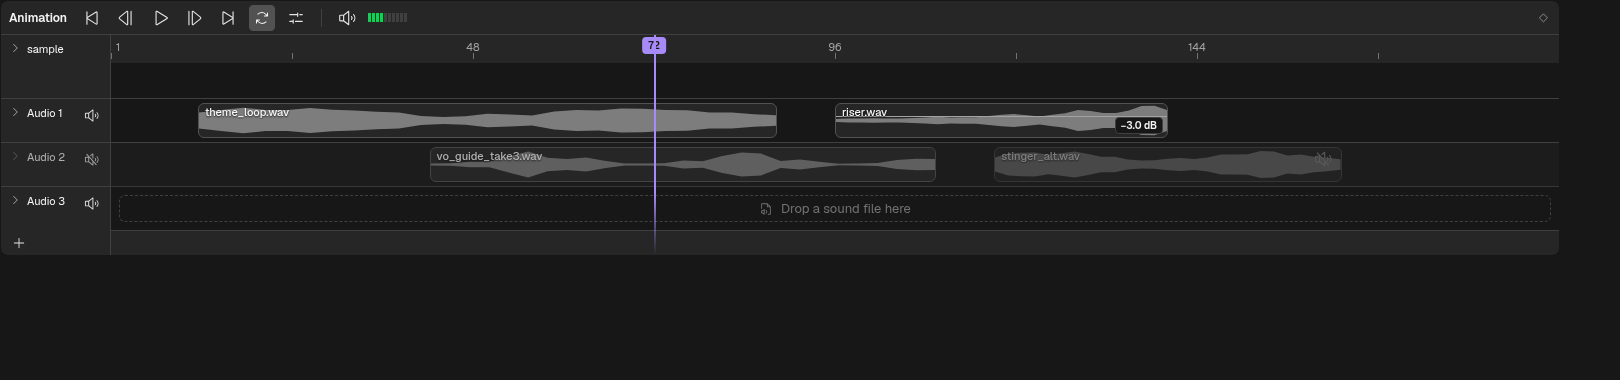 Animation
sample
1 48 72 96 144
Audio 1
theme_loop.wav
riser.wav
−3.0 dB
Audio 2
vo_guide_take3.wav
stinger_alt.wav
Audio 3
Drop a sound file here